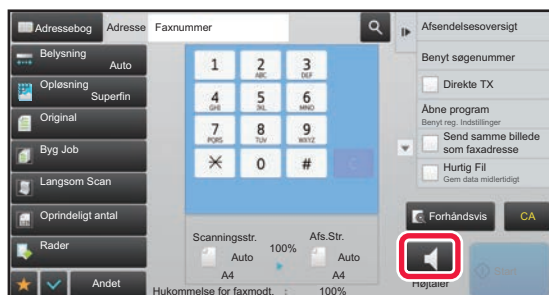 Adressebog
Adresse
Faxnummer
Belysning
Auto
Opløsning
Superfin
Original
Byg Job
Langsom Scan
Oprindeligt antal
Rader
Andet
1
2
ABC
3
DEF
4
GHI
5
JKL
6
MNO
7
PQRS
8
TUV
9
WXYZ
0
#
C
Scanningsstr.
Auto
A4
100%
Afs.Str.
Auto
A4
Hukommelse for faxmodt. : 100%
Afsendelsesoversigt
Benyt søgenummer
Direkte TX
Åbne program
Benyt reg. Indstillinger
Send samme billede
som faxadresse
Hurtig Fil
Gem data midlertidigt
Forhåndsvis
CA
Højtaler
Start